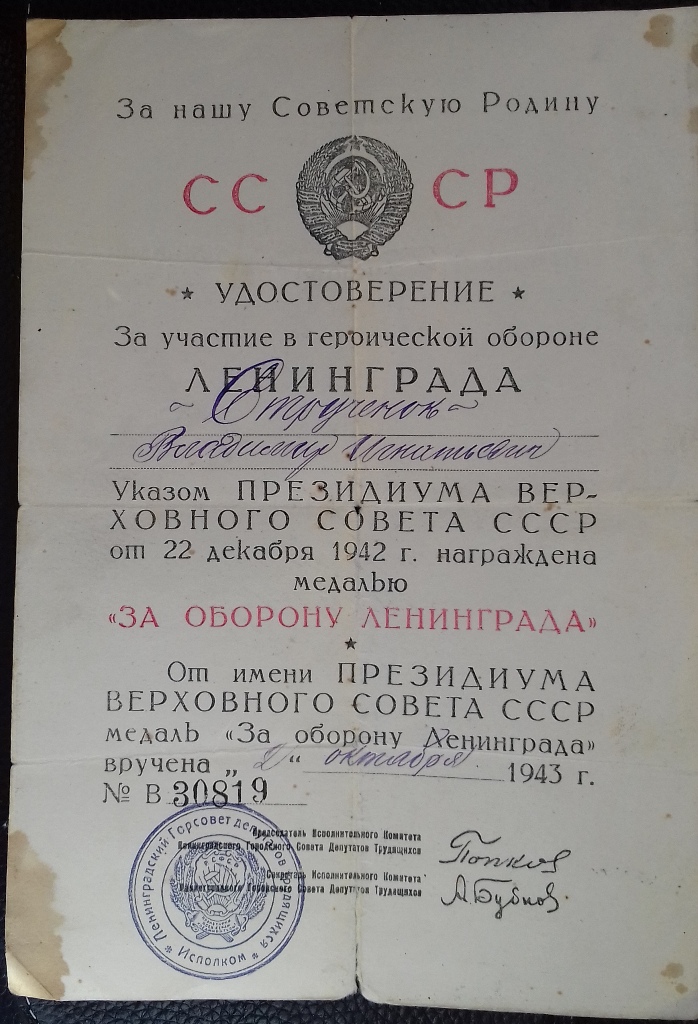 За нашу Советскую Родину
СССР
★ УДОСТОВЕРЕНИЕ ★
За участие в героической обороне
ЛЕНИНГРАДА
~ Струченок ~
Владимир Игнатьевич
Указом ПРЕЗИДИУМА ВЕР-
ХОВНОГО СОВЕТА СССР
от 22 декабря 1942 г. награждена
медалью
«ЗА ОБОРОНУ ЛЕНИНГРАДА»
★
От имени ПРЕЗИДИУМА
ВЕРХОВНОГО СОВЕТА СССР
медаль «За оборону Ленинграда»
вручена „2“ октября 1943 г.
№ В 30819
Председатель Исполнительного Комитета
Ленинградского Городского Совета Депутатов Трудящихся
Попков
Секретарь Исполнительного Комитета
Ленинградского Городского Совета Депутатов Трудящихся
А. Бубнов
Ленинградский Горсовет депутатов трудящихся
* Исполком *